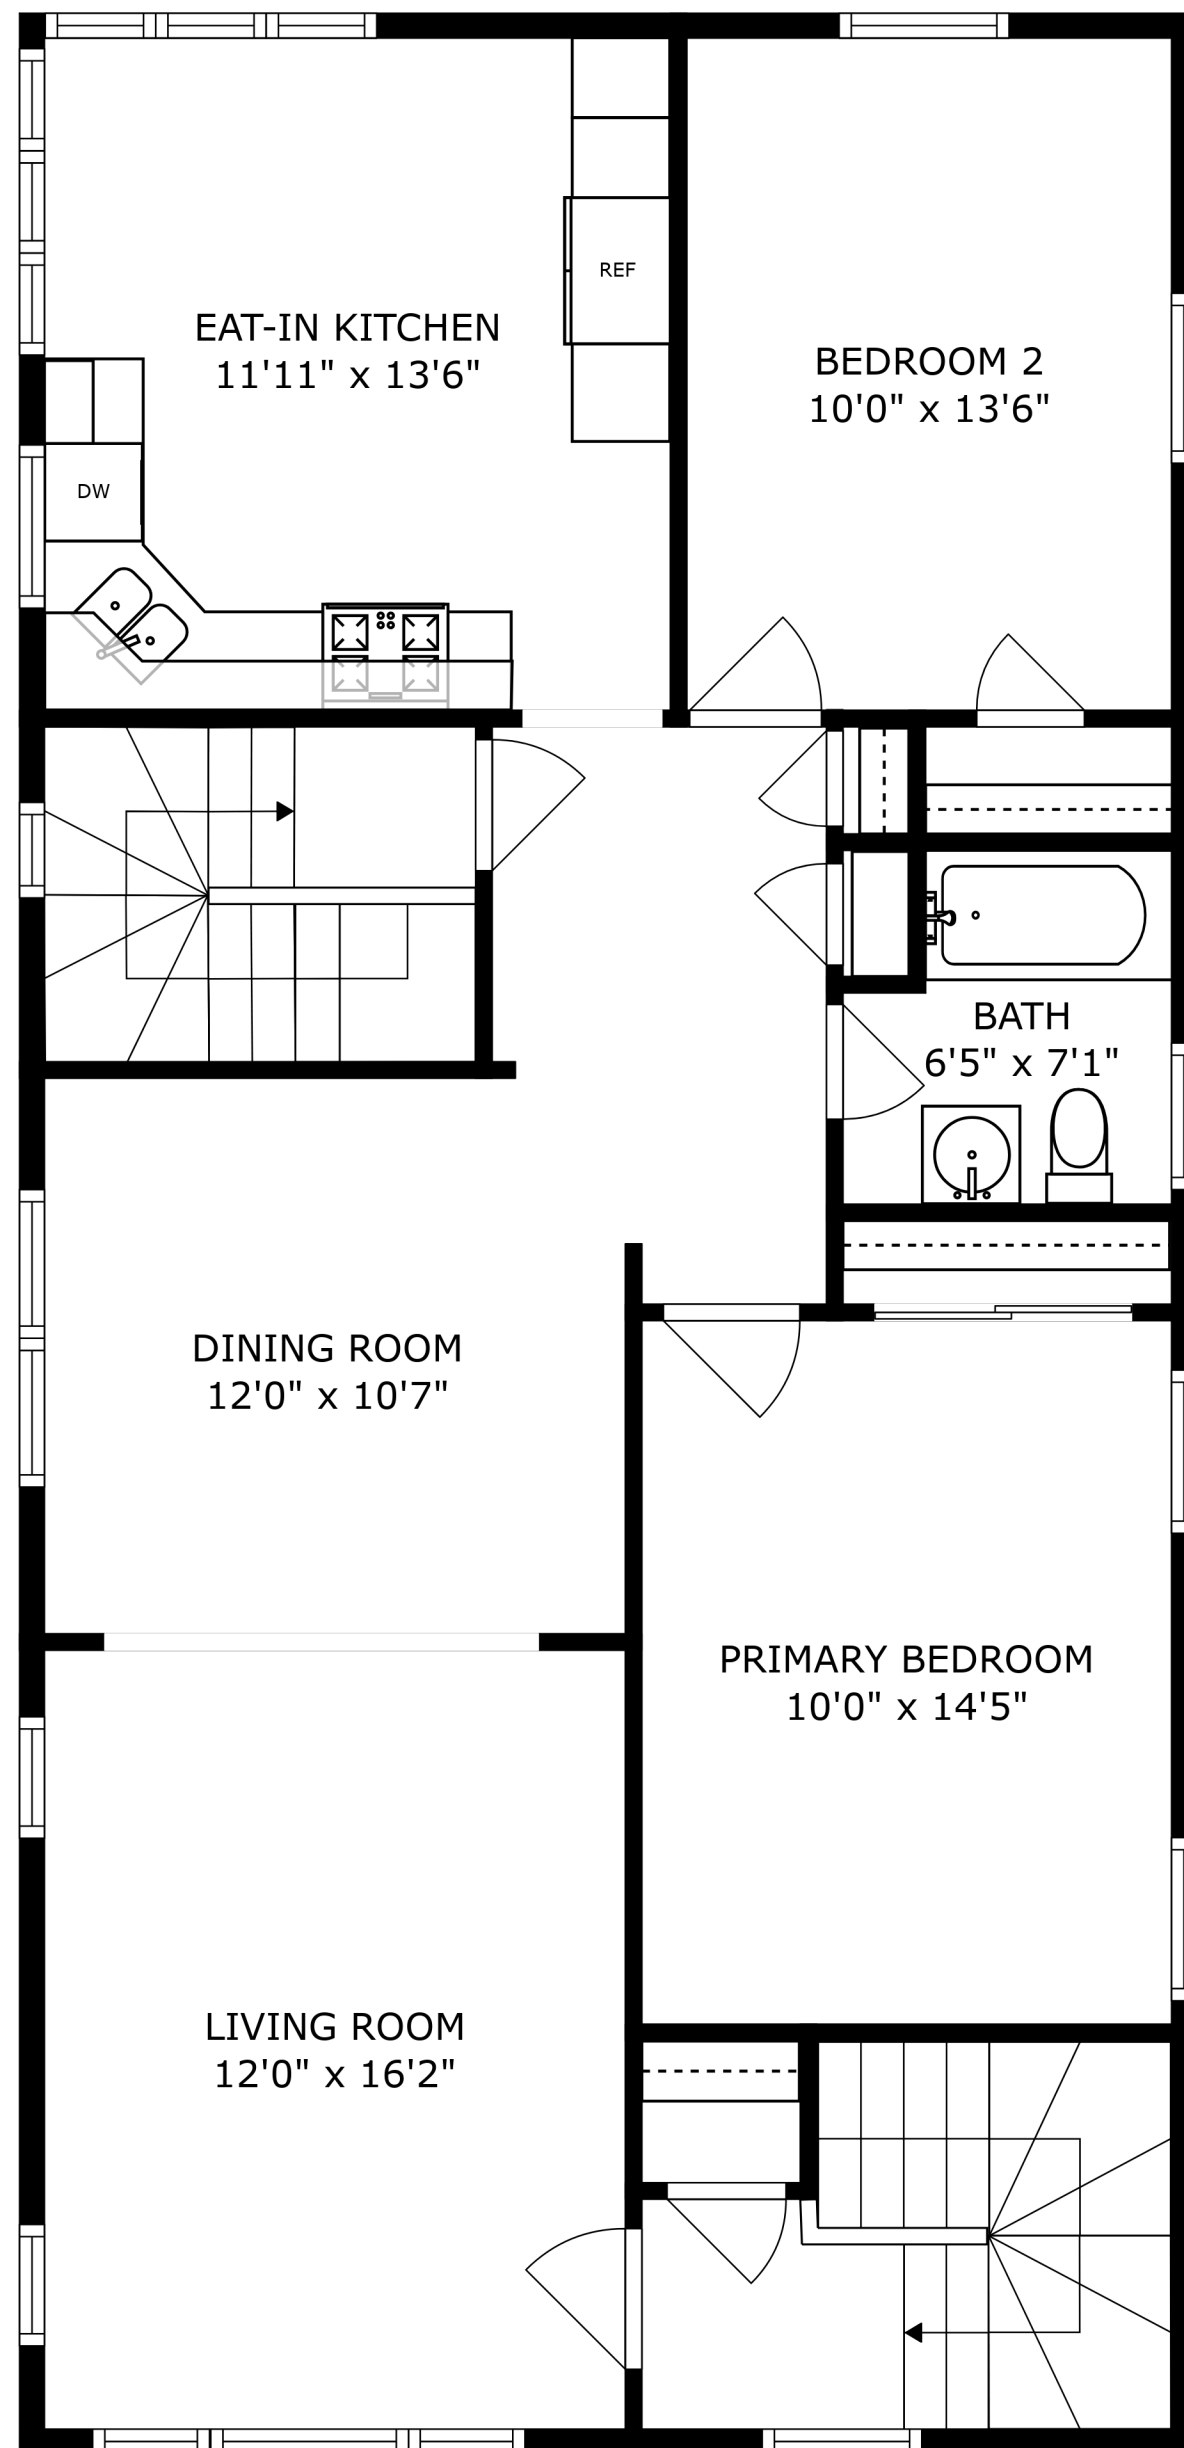 REF
EAT-IN KITCHEN
11'11" x 13'6"
BEDROOM 2
10'0" x 13'6"
DW
BATH
6'5" x 7'1"
DINING ROOM
12'0" x 10'7"
PRIMARY BEDROOM
10'0" x 14'5"
LIVING ROOM
12'0" x 16'2"